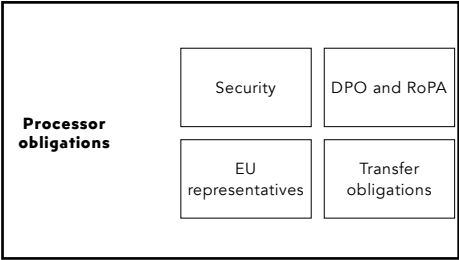 Processor
obligations
Security
DPO and RoPA
EU
representatives
Transfer
obligations